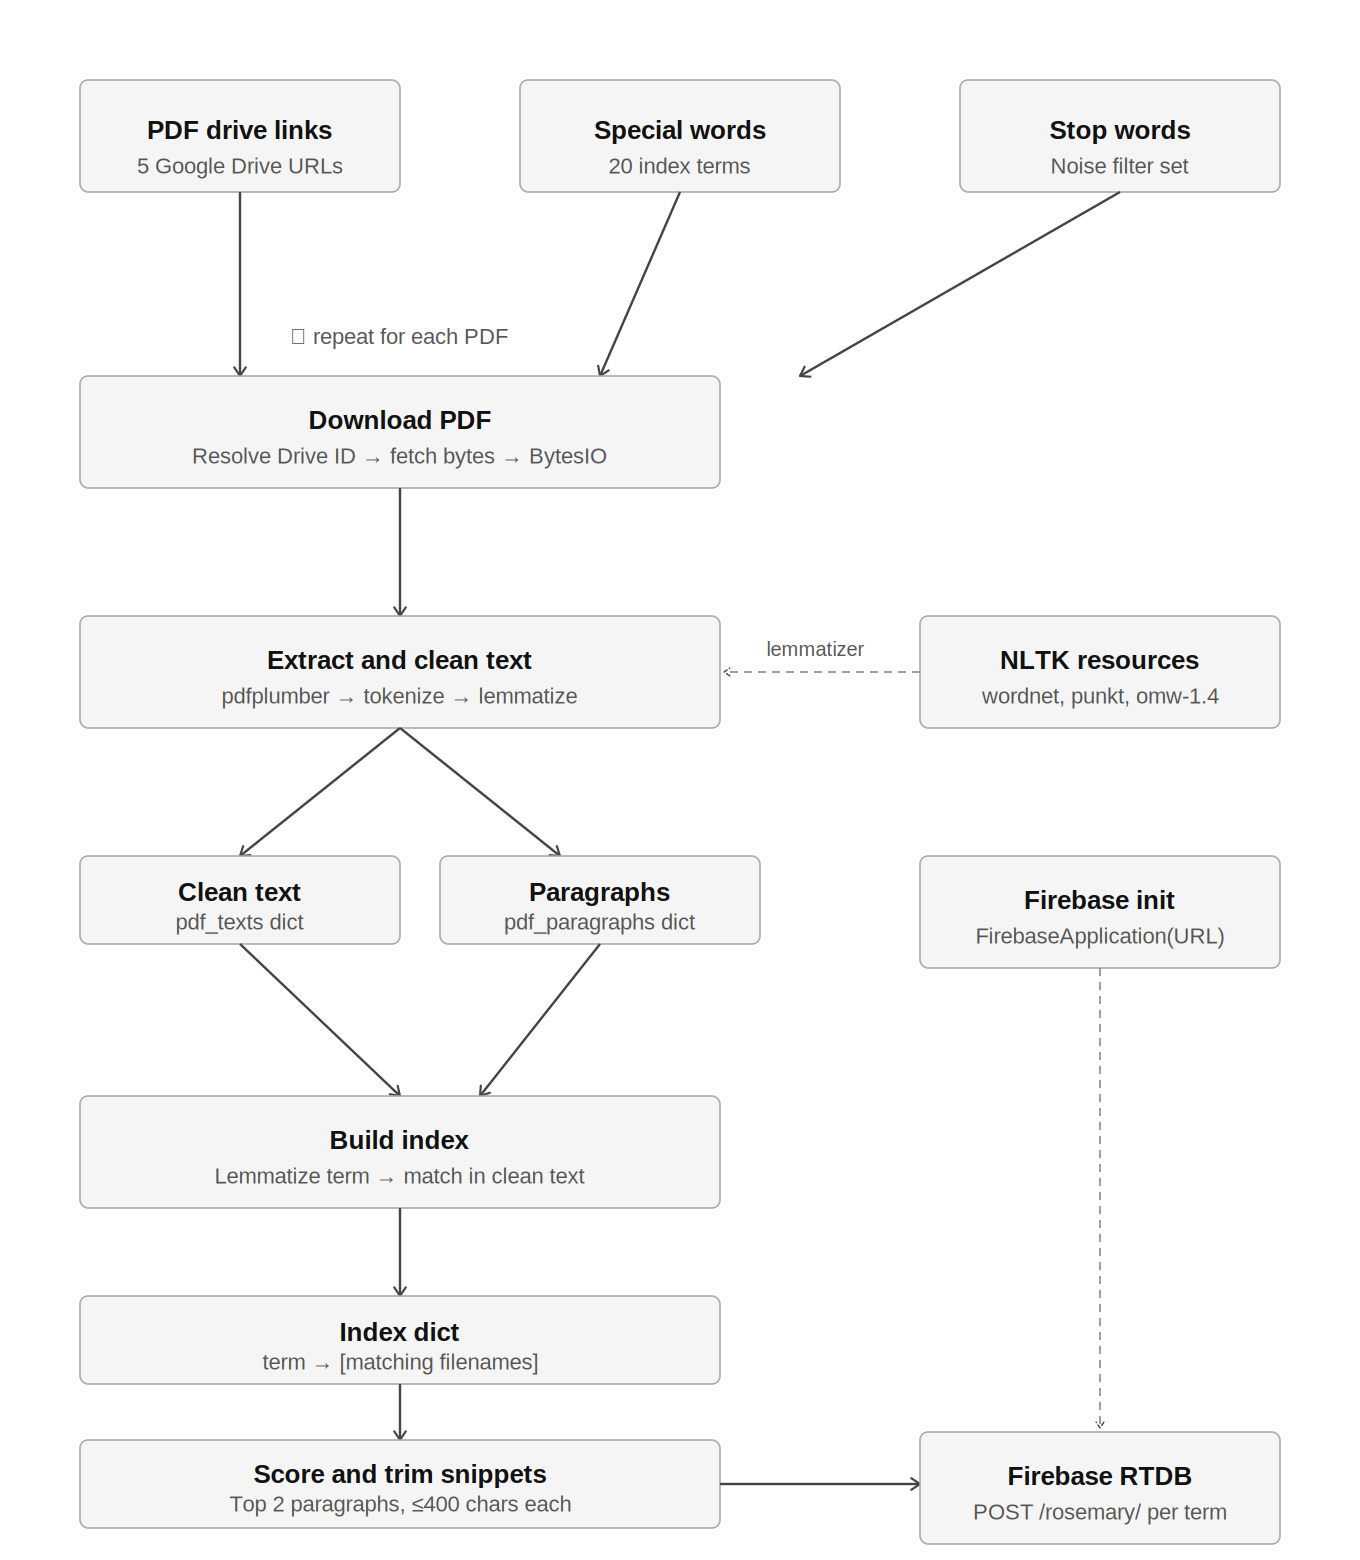 PDF drive links
5 Google Drive URLs
Special words
20 index terms
Stop words
Noise filter set
repeat for each PDF
Download PDF
Resolve Drive ID → fetch bytes → BytesIO
Extract and clean text
pdfplumber → tokenize → lemmatize
lemmatizer
NLTK resources
wordnet, punkt, omw-1.4
Clean text
pdf_texts dict
Paragraphs
pdf_paragraphs dict
Firebase init
FirebaseApplication(URL)
Build index
Lemmatize term → match in clean text
Index dict
term → [matching filenames]
Score and trim snippets
Top 2 paragraphs, ≤400 chars each
Firebase RTDB
POST /rosemary/ per term